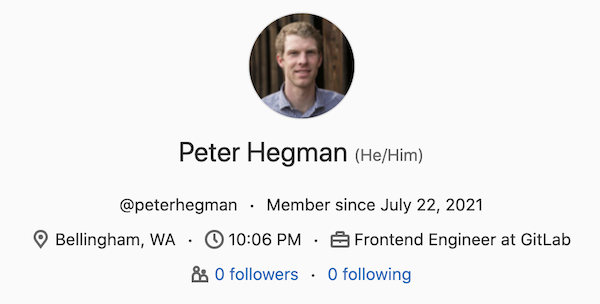 Peter Hegman (He/Him)
@peterhegman · Member since July 22, 2021
Bellingham, WA · 10:06 PM · Frontend Engineer at GitLab
0 followers · 0 following